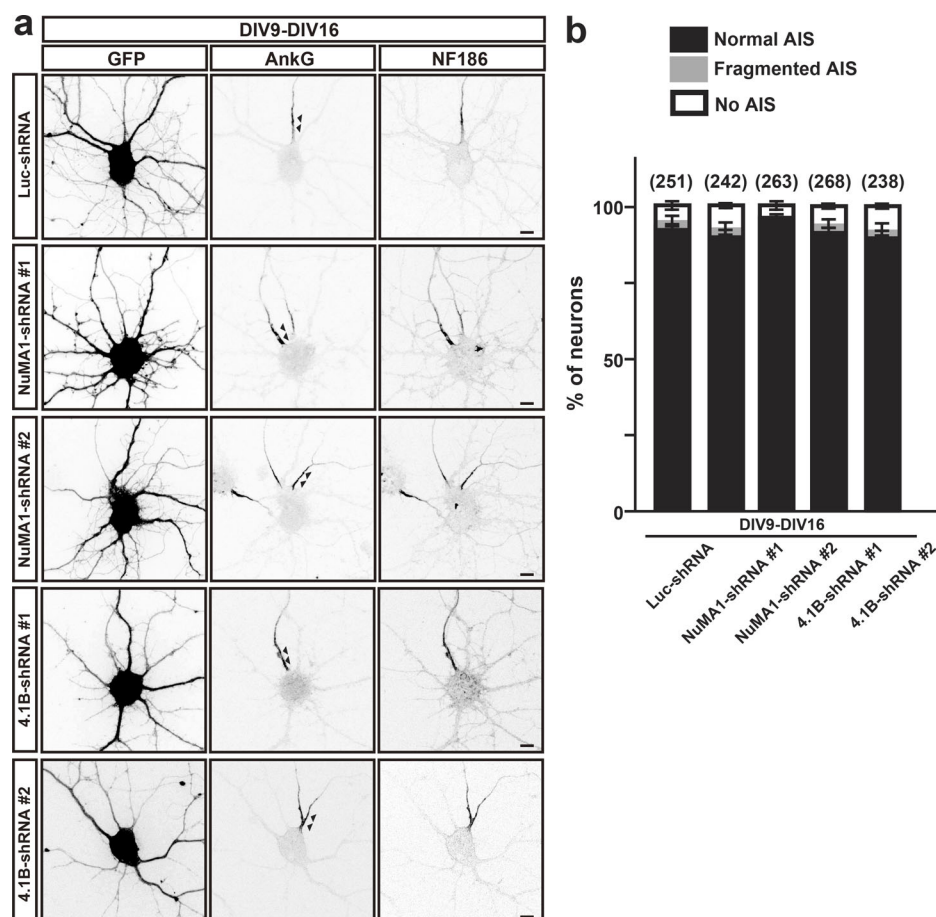 a
DIV9-DIV16
GFP
AnkG
NF186
Luc-shRNA
NuMA1-shRNA #1
NuMA1-shRNA #2
4.1B-shRNA #1
4.1B-shRNA #2
b
Normal AIS
Fragmented AIS
No AIS
(251) (242) (263) (268) (238)
100
50
0
% of neurons
DIV9-DIV16
Luc-shRNA
NuMA1-shRNA #1
NuMA1-shRNA #2
4.1B-shRNA #1
4.1B-shRNA #2